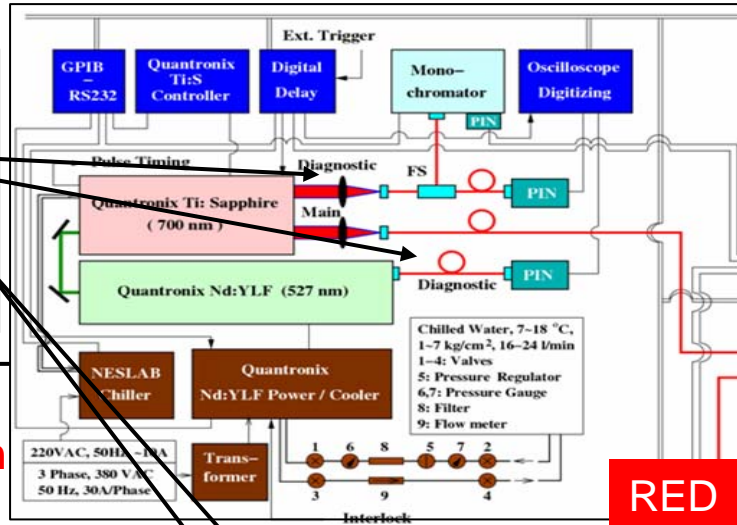 Ext. Trigger
GPIB
–
RS232
Quantronix
Ti:S
Controller
Digital
Delay
Mono–
chromator
Oscilloscope
Digitizing
PIN
Pulse Timing
Diagnostic
FS
Quantronix Ti: Sapphire
( 700 nm )
Main
PIN
Quantronix Nd:YLF (527 nm)
Diagnostic
PIN
Chilled Water, 7~18 °C,
1~7 kg/cm², 16–24 l/min
1–4: Valves
5: Pressure Regulator
6,7: Pressure Gauge
8: Filter
9: Flow meter
NESLAB
Chiller
Quantronix
Nd:YLF Power / Cooler
220VAC, 50Hz, ~10A
3 Phase, 380 VAC
50 Hz, 30A/Phase
Trans–
former
1 6 8 5 7 2
3 9 4
Interlock
RED